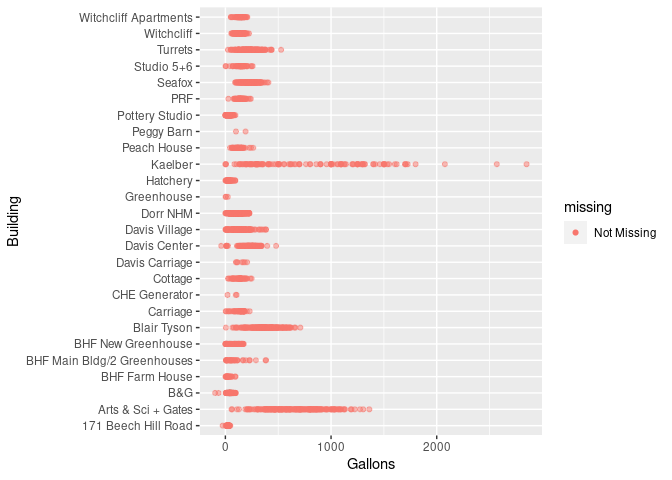 Witchcliff Apartments
Witchcliff
Turrets
Studio 5+6
Seafox
PRF
Pottery Studio
Peggy Barn
Peach House
Kaelber
Hatchery
Greenhouse
Dorr NHM
Davis Village
Davis Center
Davis Carriage
Cottage
CHE Generator
Carriage
Blair Tyson
BHF New Greenhouse
BHF Main Bldg/2 Greenhouses
BHF Farm House
B&G
Arts & Sci + Gates
171 Beech Hill Road
Building
0 1000 2000
Gallons
missing
Not Missing